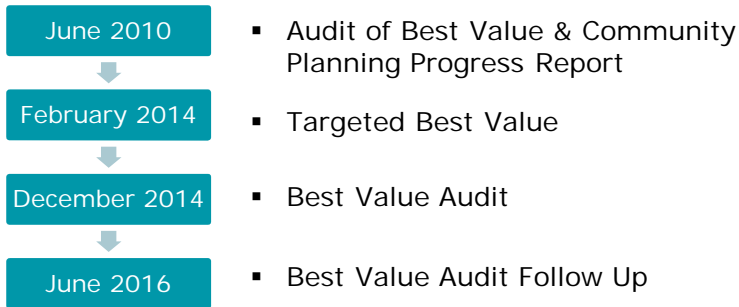 June 2010
▪ Audit of Best Value & Community
Planning Progress Report
February 2014
▪ Targeted Best Value
December 2014
▪ Best Value Audit
June 2016
▪ Best Value Audit Follow Up